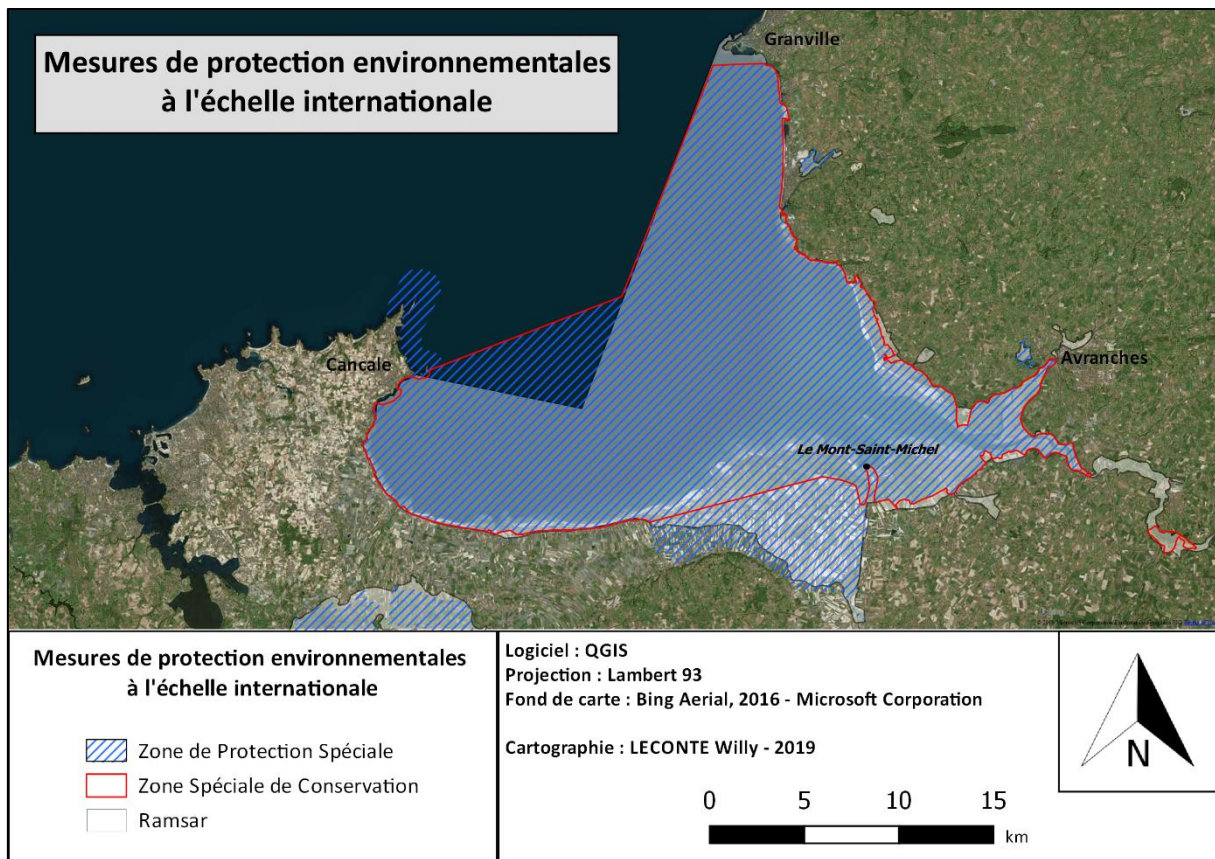 Mesures de protection environnementales
à l'échelle internationale
Granville
Cancale
Avranches
Le Mont-Saint-Michel
Mesures de protection environnementales
à l'échelle internationale
Zone de Protection Spéciale
Zone Spéciale de Conservation
Ramsar
Logiciel : QGIS
Projection : Lambert 93
Fond de carte : Bing Aerial, 2016 - Microsoft Corporation
Cartographie : LECONTE Willy - 2019
0 5 10 15
km
N